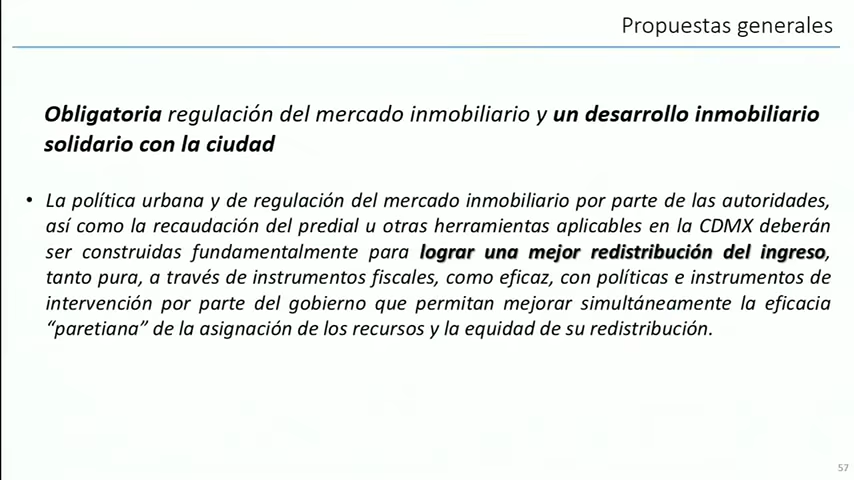 Propuestas generales
Obligatoria regulación del mercado inmobiliario y un desarrollo inmobiliario
solidario con la ciudad
• La política urbana y de regulación del mercado inmobiliario por parte de las autoridades,
así como la recaudación del predial u otras herramientas aplicables en la CDMX deberán
ser construidas fundamentalmente para lograr una mejor redistribución del ingreso,
tanto pura, a través de instrumentos fiscales, como eficaz, con políticas e instrumentos de
intervención por parte del gobierno que permitan mejorar simultáneamente la eficacia
“paretiana” de la asignación de los recursos y la equidad de su redistribución.
57